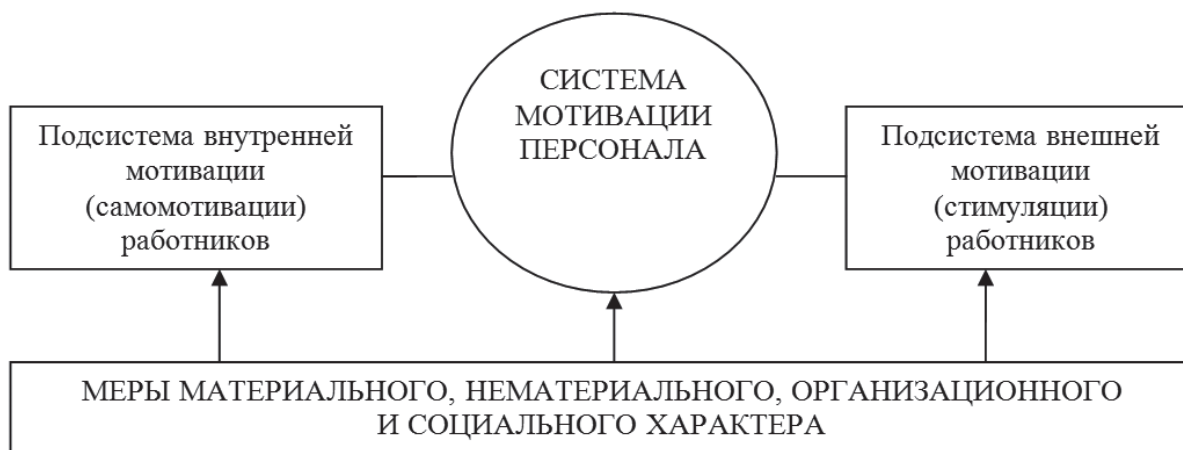 СИСТЕМА
МОТИВАЦИИ
ПЕРСОНАЛА
Подсистема внутренней
мотивации
(самомотивации)
работников
Подсистема внешней
мотивации
(стимуляции)
работников
МЕРЫ МАТЕРИАЛЬНОГО, НЕМАТЕРИАЛЬНОГО, ОРГАНИЗАЦИОННОГО
И СОЦИАЛЬНОГО ХАРАКТЕРА